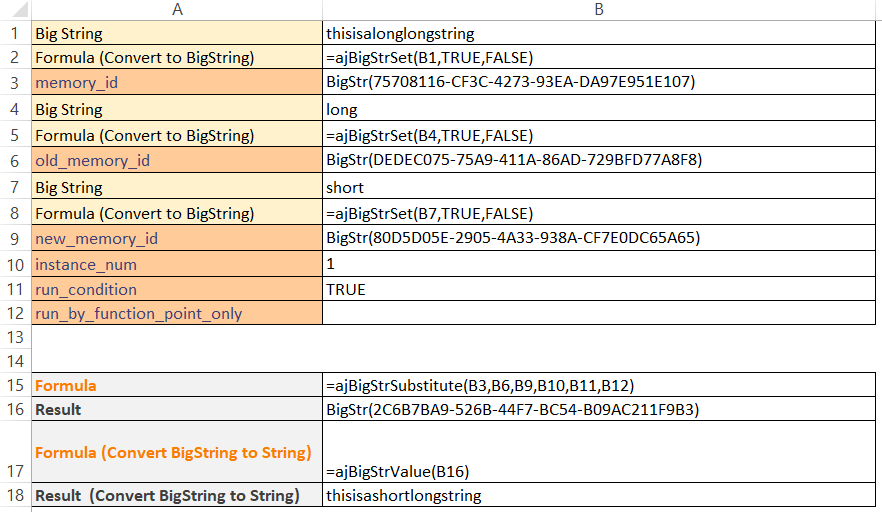 A B
1 Big String thisisalonglongstring
2 Formula (Convert to BigString) =ajBigStrSet(B1,TRUE,FALSE)
3 memory_id BigStr(75708116-CF3C-4273-93EA-DA97E951E107)
4 Big String long
5 Formula (Convert to BigString) =ajBigStrSet(B4,TRUE,FALSE)
6 old_memory_id BigStr(DEDEC075-75A9-411A-86AD-729BFD77A8F8)
7 Big String short
8 Formula (Convert to BigString) =ajBigStrSet(B7,TRUE,FALSE)
9 new_memory_id BigStr(80D5D05E-2905-4A33-938A-CF7E0DC65A65)
10 instance_num 1
11 run_condition TRUE
12 run_by_function_point_only
13
14
15 Formula =ajBigStrSubstitute(B3,B6,B9,B10,B11,B12)
16 Result BigStr(2C6B7BA9-526B-44F7-BC54-B09AC211F9B3)
17 Formula (Convert BigString to String) =ajBigStrValue(B16)
18 Result (Convert BigString to String) thisisashortlongstring